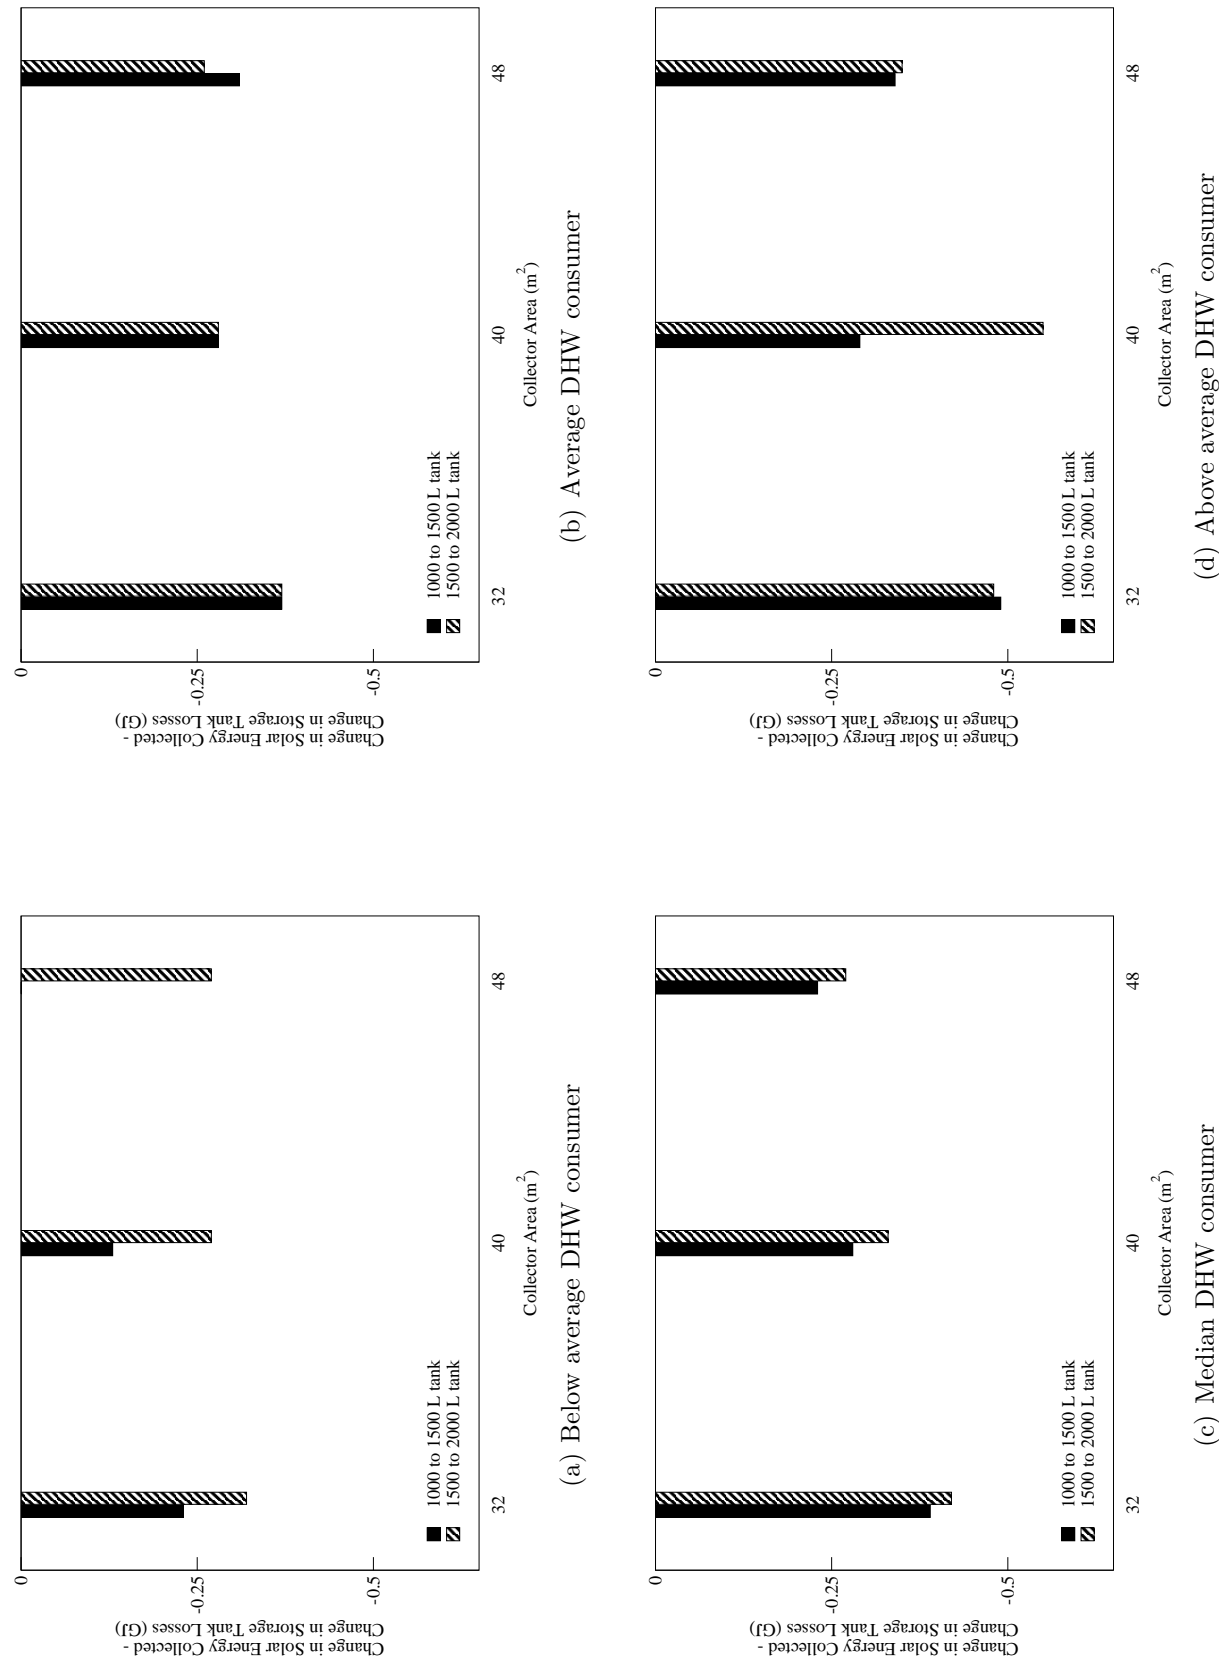 0
-0.25
-0.5
Change in Solar Energy Collected -
Change in Storage Tank Losses (GJ)
1000 to 1500 L tank
1500 to 2000 L tank
32
40
48
Collector Area (m²)
(a) Below average DHW consumer
0
-0.25
-0.5
Change in Solar Energy Collected -
Change in Storage Tank Losses (GJ)
1000 to 1500 L tank
1500 to 2000 L tank
32
40
48
Collector Area (m²)
(b) Average DHW consumer
0
-0.25
-0.5
Change in Solar Energy Collected -
Change in Storage Tank Losses (GJ)
1000 to 1500 L tank
1500 to 2000 L tank
32
40
48
Collector Area (m²)
(c) Median DHW consumer
0
-0.25
-0.5
Change in Solar Energy Collected -
Change in Storage Tank Losses (GJ)
1000 to 1500 L tank
1500 to 2000 L tank
32
40
48
Collector Area (m²)
(d) Above average DHW consumer